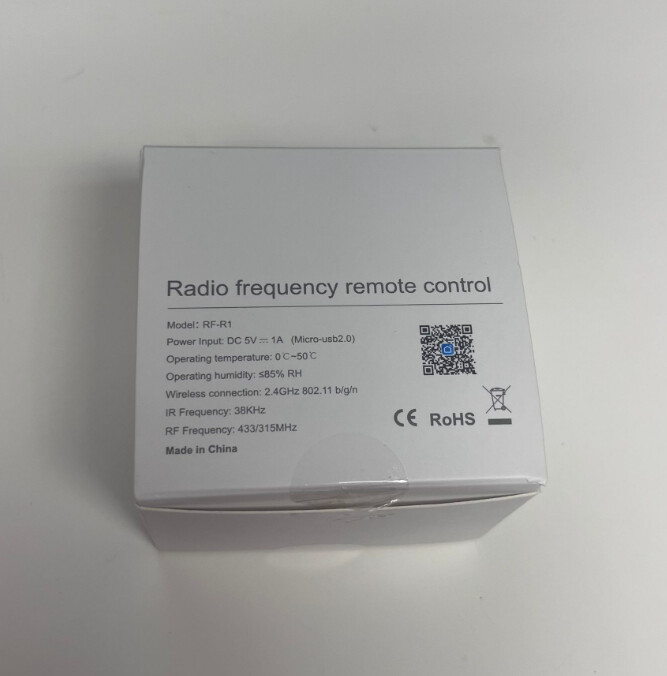 Radio frequency remote control
Model: RF-R1
Power Input: DC 5V⎓1A (Micro-usb2.0)
Operating temperature: 0℃~50℃
Operating humidity: ≤85% RH
Wireless connection: 2.4GHz 802.11 b/g/n
IR Frequency: 38KHz
RF Frequency: 433/315MHz
Made in China
CE RoHS